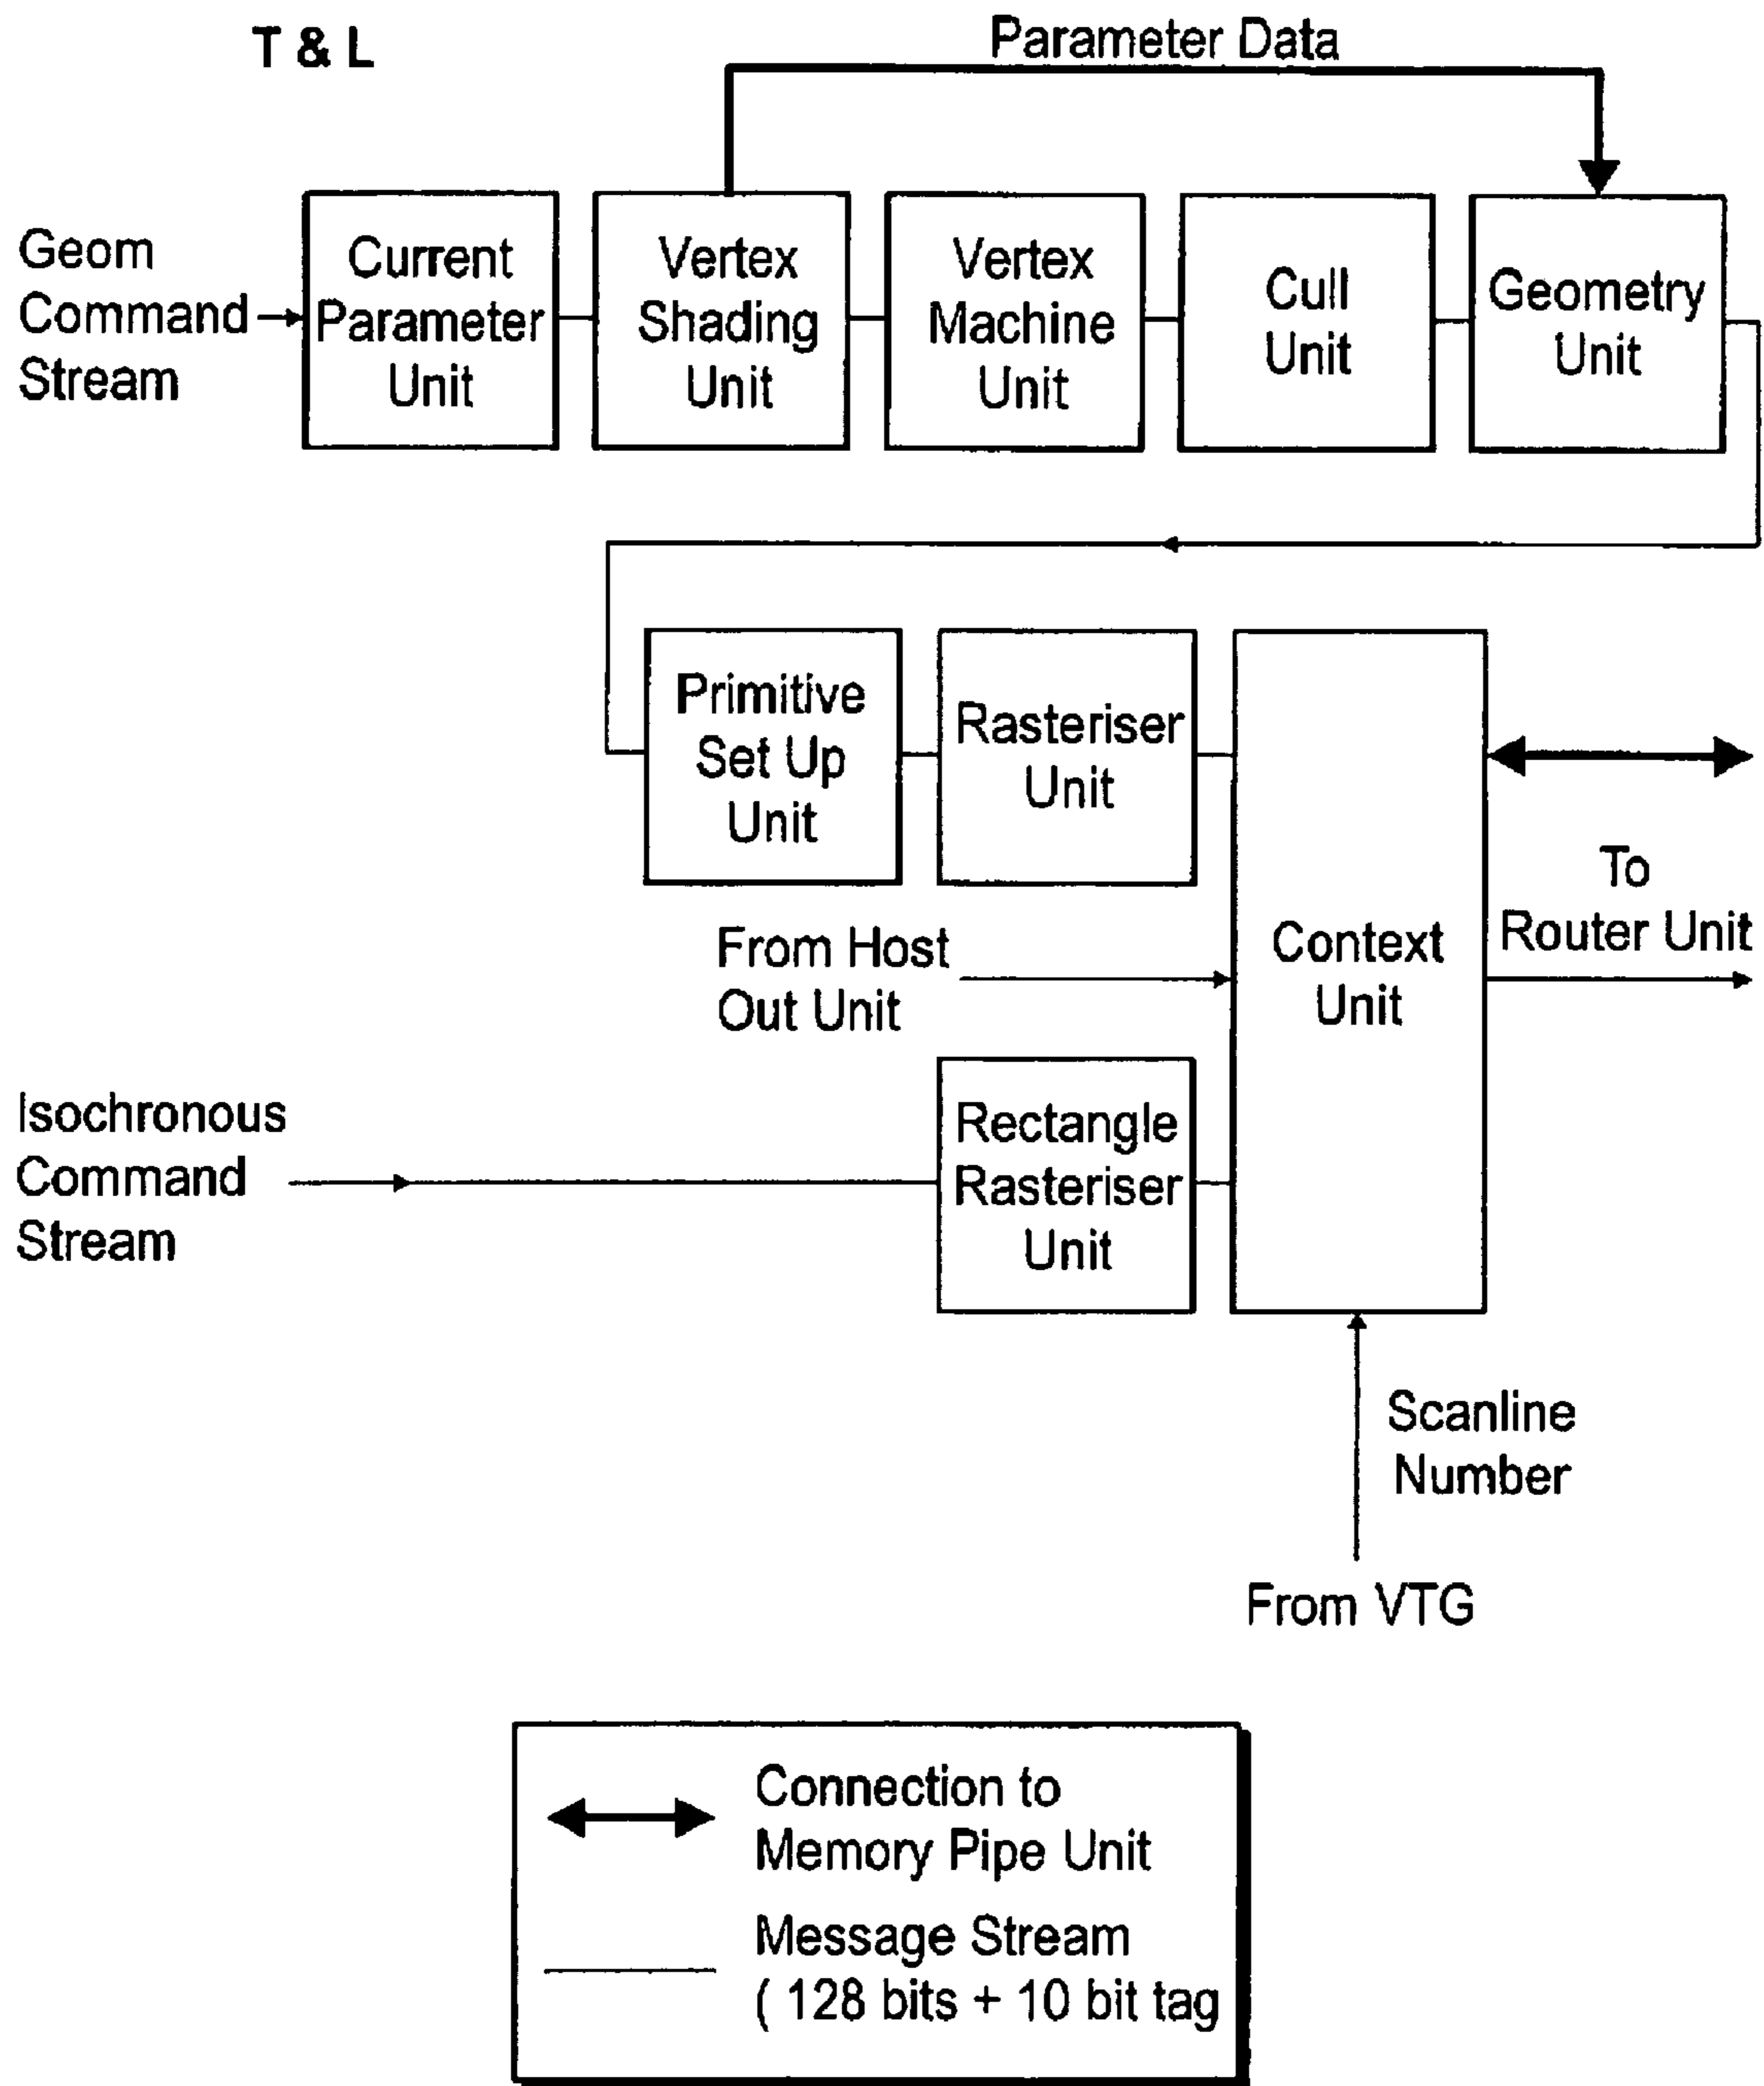 T & L
Parameter Data
Geom
Command
Stream
Current
Parameter
Unit
Vertex
Shading
Unit
Vertex
Machine
Unit
Cull
Unit
Geometry
Unit
Primitive
Set Up
Unit
Rasteriser
Unit
Context
Unit
To
Router Unit
From Host
Out Unit
Isochronous
Command
Stream
Rectangle
Rasteriser
Unit
Scanline
Number
From VTG
Connection to
Memory Pipe Unit
Message Stream
( 128 bits + 10 bit tag